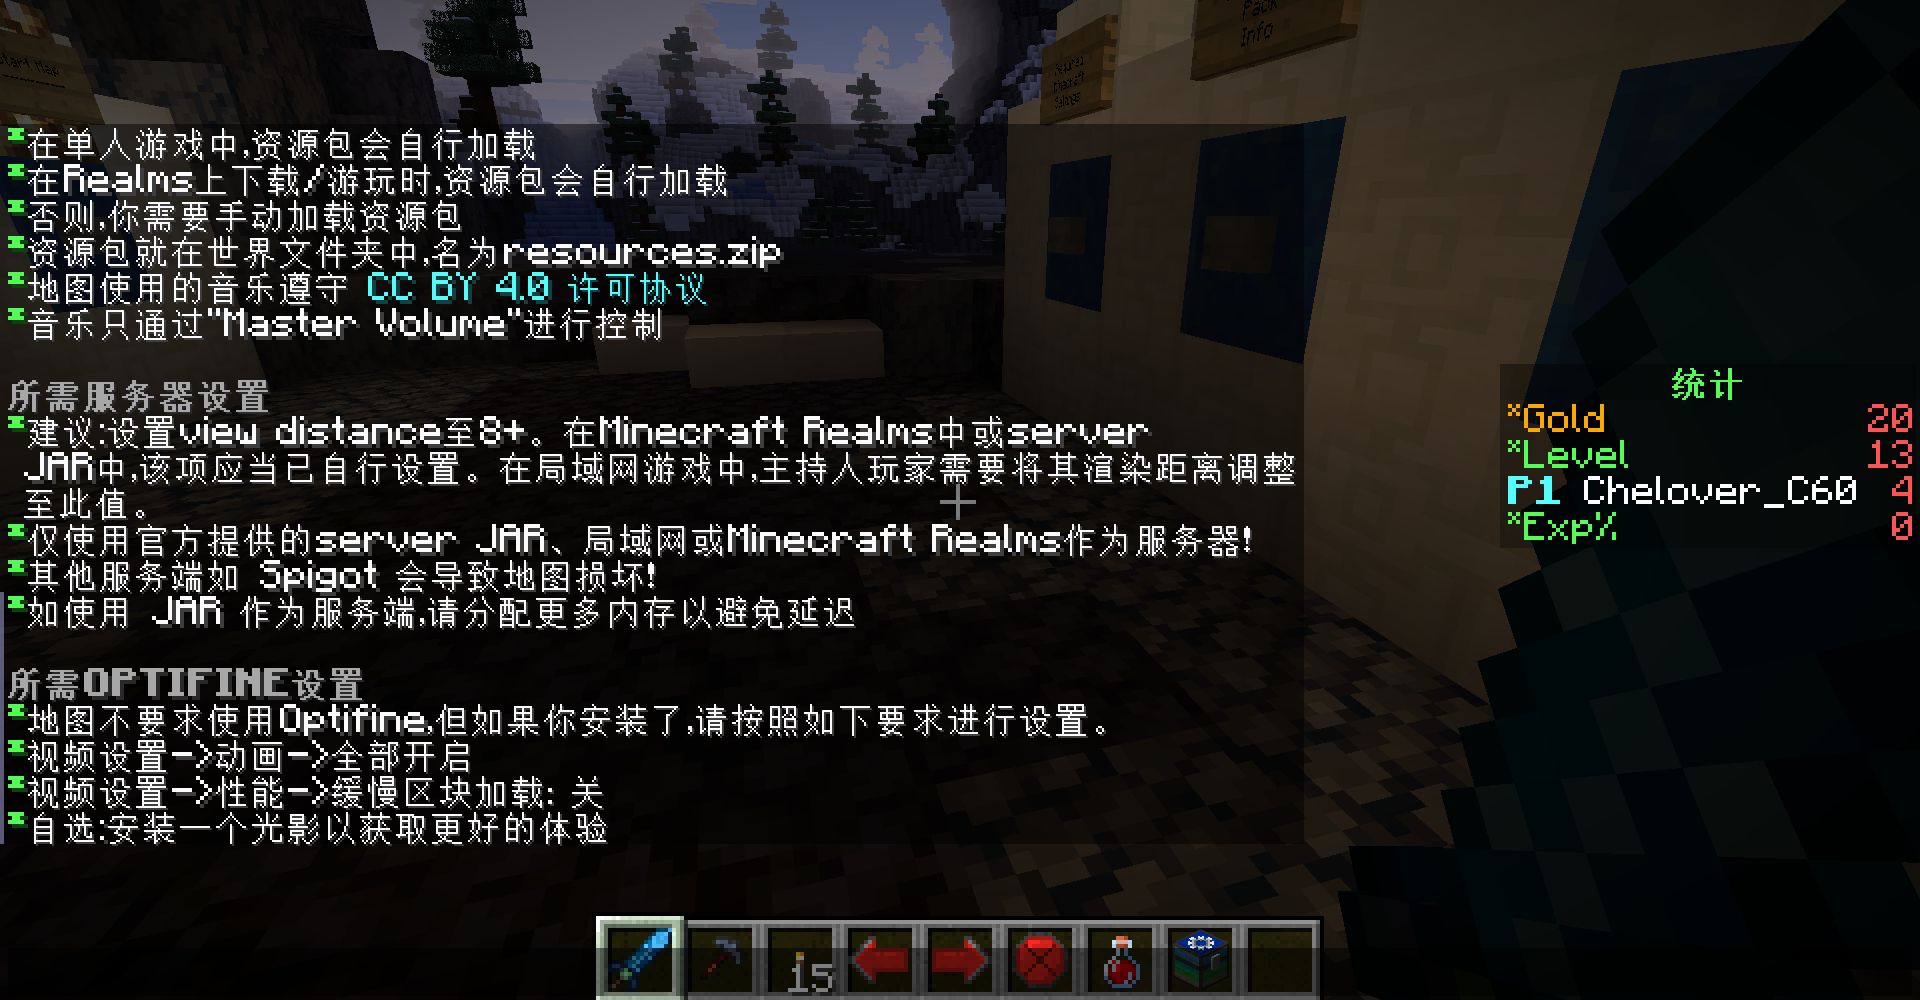 Start Map
Required
Minecraft
Settings
Pack
Info
*在单人游戏中,资源包会自行加载
*在Realms上下载/游玩时,资源包会自行加载
*否则,你需要手动加载资源包
*资源包就在世界文件夹中,名为resources.zip
*地图使用的音乐遵守 CC BY 4.0 许可协议
*音乐只通过"Master Volume"进行控制
所需服务器设置
*建议:设置view distance至8+。在Minecraft Realms中或server
JAR中,该项应当已自行设置。在局域网游戏中,主持人玩家需要将其渲染距离调整
至此值。
*仅使用官方提供的server JAR、局域网或Minecraft Realms作为服务器!
*其他服务端如 Spigot 会导致地图损坏!
*如使用 JAR 作为服务端,请分配更多内存以避免延迟
所需OPTIFINE设置
*地图不要求使用Optifine,但如果你安装了,请按照如下要求进行设置。
*视频设置->动画->全部开启
*视频设置->性能->缓慢区块加载: 关
*自选:安装一个光影以获取更好的体验
统计
*Gold 20
*Level 13
P1 Chelover_C60 4
*Exp% 0
15